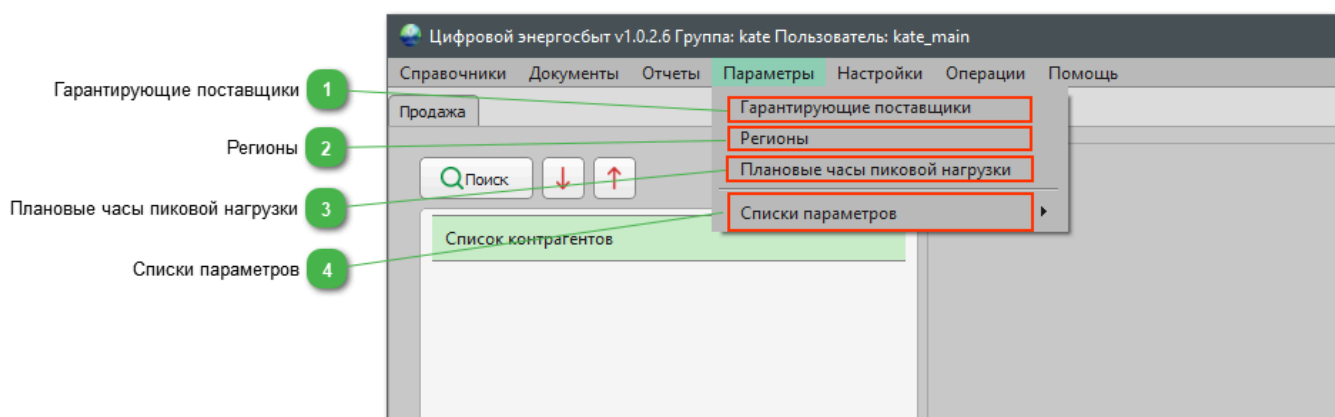 Цифровой энергосбыт v1.0.2.6 Группа: kate Пользователь: kate_main
Справочники Документы Отчеты Параметры Настройки Операции Помощь
Гарантирующие поставщики 1
Продажа
Гарантирующие поставщики
Регионы 2
Регионы
Плановые часы пиковой нагрузки
Поиск
Плановые часы пиковой нагрузки 3
Списки параметров
Список контрагентов
Списки параметров 4